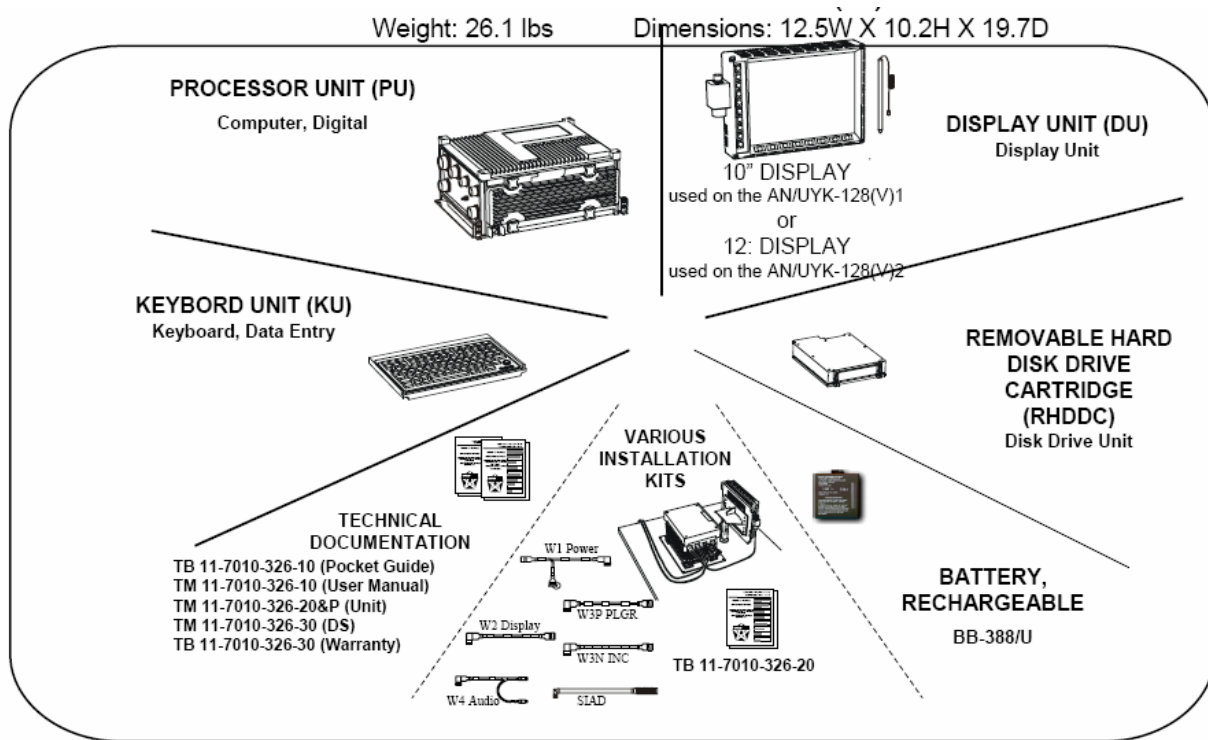 Weight: 26.1 lbs
Dimensions: 12.5W X 10.2H X 19.7D
PROCESSOR UNIT (PU)
Computer, Digital
DISPLAY UNIT (DU)
Display Unit
10” DISPLAY
used on the AN/UYK-128(V)1
or
12: DISPLAY
used on the AN/UYK-128(V)2
KEYBORD UNIT (KU)
Keyboard, Data Entry
REMOVABLE HARD
DISK DRIVE
CARTRIDGE
(RHDDC)
Disk Drive Unit
VARIOUS
INSTALLATION
KITS
TECHNICAL
DOCUMENTATION
TB 11-7010-326-10 (Pocket Guide)
TM 11-7010-326-10 (User Manual)
TM 11-7010-326-20&P (Unit)
TM 11-7010-326-30 (DS)
TB 11-7010-326-30 (Warranty)
W1 Power
W3P PLGR
W2 Display
W3N INC
W4 Audio
SIAD
TB 11-7010-326-20
BATTERY,
RECHARGEABLE
BB-388/U